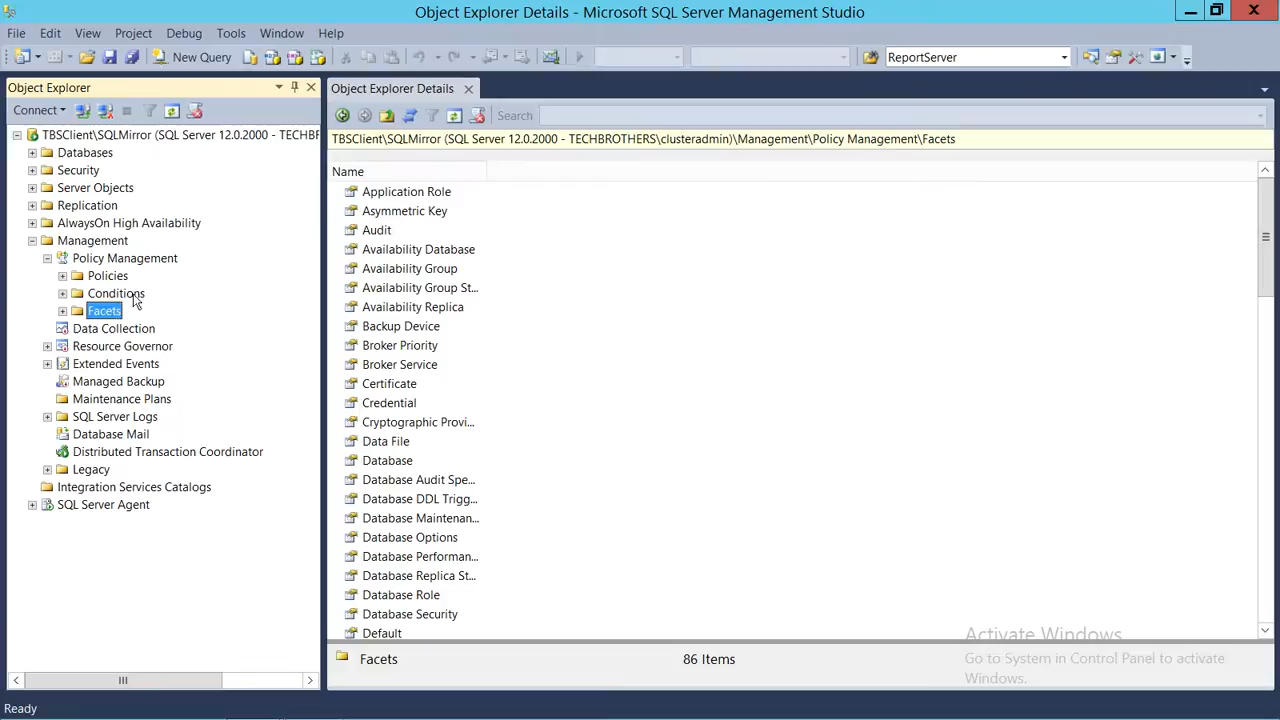 Object Explorer Details - Microsoft SQL Server Management Studio
File Edit View Project Debug Tools Window Help
New Query ReportServer
Object Explorer
Connect
TBSClient\SQLMirror (SQL Server 12.0.2000 - TECHBR
Databases
Security
Server Objects
Replication
AlwaysOn High Availability
Management
Policy Management
Policies
Conditions
Facets
Data Collection
Resource Governor
Extended Events
Managed Backup
Maintenance Plans
SQL Server Logs
Database Mail
Distributed Transaction Coordinator
Legacy
Integration Services Catalogs
SQL Server Agent
Object Explorer Details
Search
TBSClient\SQLMirror (SQL Server 12.0.2000 - TECHBROTHERS\clusteradmin)\Management\Policy Management\Facets
Name
Application Role
Asymmetric Key
Audit
Availability Database
Availability Group
Availability Group St...
Availability Replica
Backup Device
Broker Priority
Broker Service
Certificate
Credential
Cryptographic Provi...
Data File
Database
Database Audit Spe...
Database DDL Trigg...
Database Maintenan...
Database Options
Database Performan...
Database Replica St...
Database Role
Database Security
Default
Facets 86 Items
Activate Windows
Go to System in Control Panel to activate
Windows.
Ready